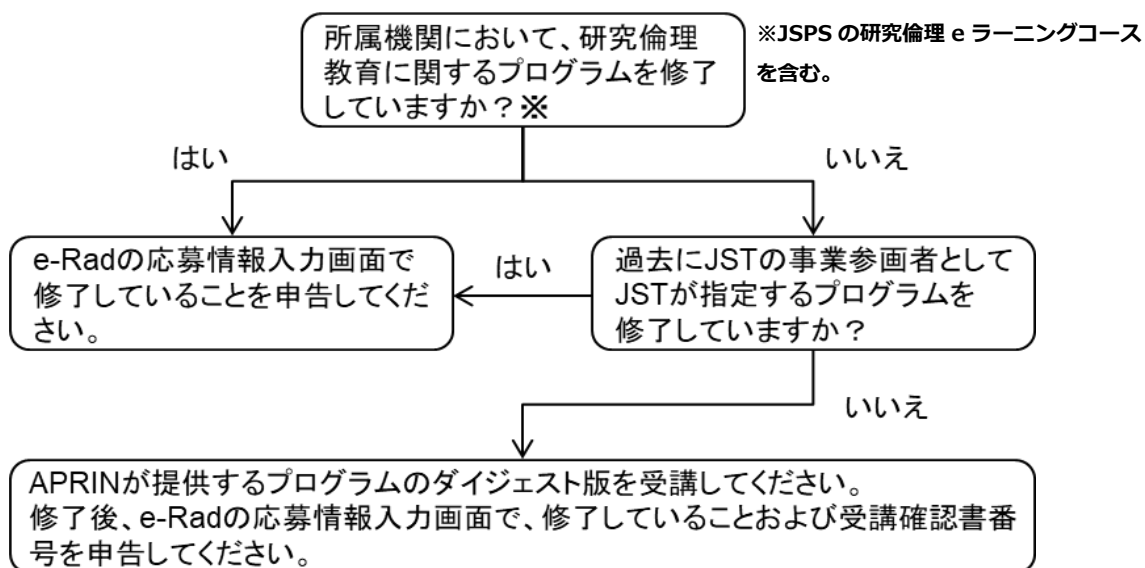 所属機関において、研究倫理
教育に関するプログラムを修了
していますか？※
※JSPS の研究倫理 e ラーニングコース
を含む。
はい
いいえ
e-Radの応募情報入力画面で
修了していることを申告してくだ
さい。
はい
過去にJSTの事業参画者として
JSTが指定するプログラムを
修了していますか？
いいえ
APRINが提供するプログラムのダイジェスト版を受講してください。
修了後、e-Radの応募情報入力画面で、修了していることおよび受講確認書番
号を申告してください。